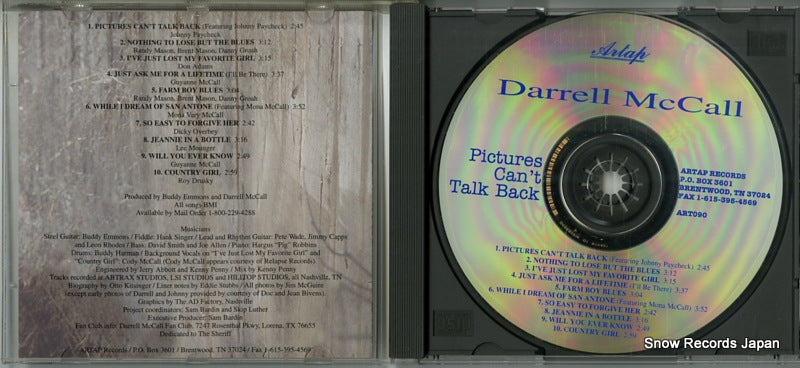 1. PICTURES CAN'T TALK BACK (Featuring Johnny Paycheck) 2:45
Johnny Paycheck
2. NOTHING TO LOSE BUT THE BLUES 3:12
Randy Mason, Brent Mason, Danny Groah
3. I'VE JUST LOST MY FAVORITE GIRL 3:15
Don Adams
4. JUST ASK ME FOR A LIFETIME (I'll Be There) 3:37
Guyanne McCall
5. FARM BOY BLUES 3:04
Randy Mason, Brent Mason, Danny Groah
6. WHILE I DREAM OF SAN ANTONE (Featuring Mona McCall) 3:52
Mona Vary McCall
7. SO EASY TO FORGIVE HER 2:42
Dicky Overbey
8. JEANNIE IN A BOTTLE 3:16
Lee Mounger
9. WILL YOU EVER KNOW 2:49
Guyanne McCall
10. COUNTRY GIRL 2:59
Roy Drusky
Produced by Buddy Emmons and Darrell McCall
All songs BMI
Available by Mail Order 1-800-229-4288
Musicians
Steel Guitar: Buddy Emmons / Fiddle: Hank Singer / Lead and Rhythm Guitar: Pete Wade, Jimmy Capps
and Leon Rhodes / Bass: David Smith and Joe Allen / Piano: Hargus "Pig" Robbins
Drums: Buddy Harman / Background Vocals on "I've Just Lost My Favorite Girl" and
"Country Girl": Cody McCall (Cody McCall appears courtesy of Relapse Records)
Engineered by Jerry Abbott and Kenny Penny / Mix by Kenny Penny
Tracks recorded at ABTRAX STUDIOS, LSI STUDIOS and HILLTOP STUDIOS, all Nashville, TN
Biography by Otto Kitsinger / Liner notes by Eddie Stubbs / All photos by Jim McGuire
(except early photos of Darrell and Johnny provided by courtesy of Doc and Jean Bivens).
Graphics by The AD Factory, Nashville
Project coordinators: Sam Bardin and Skip Luther
Executive Producer: Sam Bardin
Fan Club info: Darrell McCall Fan Club, 7247 Rosenthal Pkwy, Lorena, TX 76655
Dedicated to The Sheriff
ARTAP Records / P.O. Box 3601 / Brentwood, TN 37024 / Fax 1-615-395-4569
Artap
Darrell McCall
Pictures
Can't
Talk Back
ARTAP RECORDS
P.O. BOX 3601
BRENTWOOD, TN 37024
FAX 1-615-395-4569
ART090
1. PICTURES CAN'T TALK BACK (Featuring Johnny Paycheck) 2:45
2. NOTHING TO LOSE BUT THE BLUES 3:12
3. I'VE JUST LOST MY FAVORITE GIRL 3:15
4. JUST ASK ME FOR A LIFETIME (I'll Be There) 3:37
5. FARM BOY BLUES 3:04
6. WHILE I DREAM OF SAN ANTONE (Featuring Mona McCall) 3:52
7. SO EASY TO FORGIVE HER 2:42
8. JEANNIE IN A BOTTLE 3:16
9. WILL YOU EVER KNOW 2:49
10. COUNTRY GIRL 2:59
Snow Records Japan